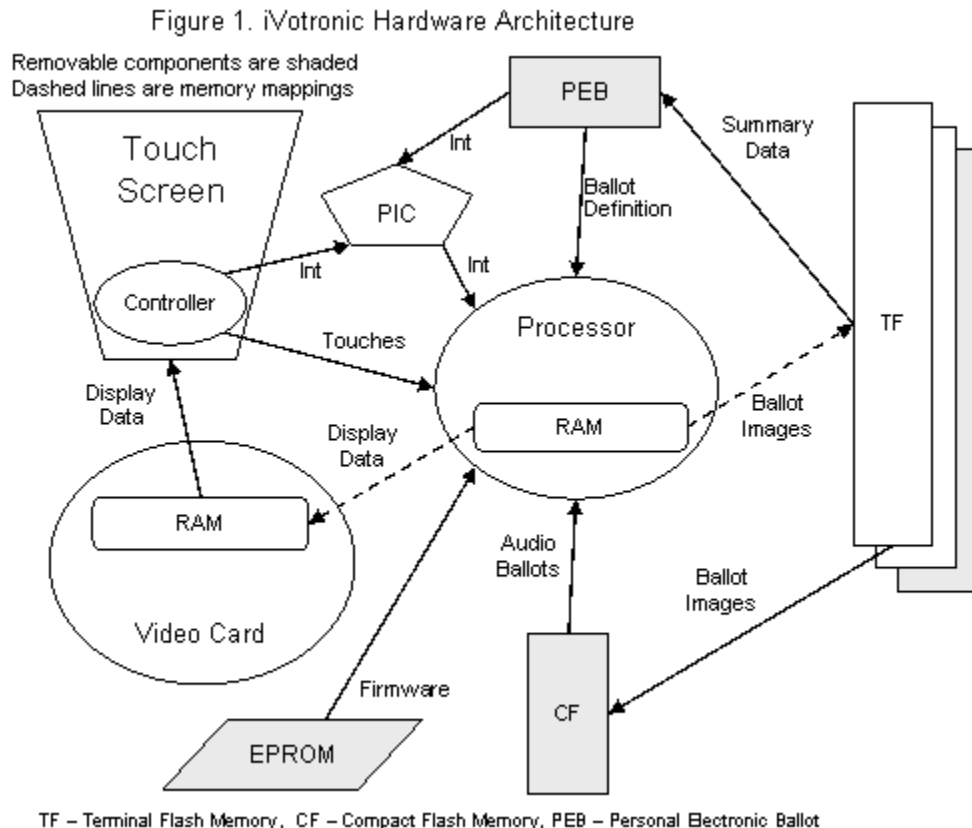 Figure 1. iVotronic Hardware Architecture
Removable components are shaded
Dashed lines are memory mappings
PEB
Touch
Screen
Summary
Data
Int
Ballot
Definition
PIC
Int
Int
Controller
Processor
TF
Touches
Display
Data
RAM
Ballot
Images
Display
Data
RAM
Audio
Ballots
Ballot
Images
Video Card
Firmware
CF
EPROM
TF – Terminal Flash Memory, CF – Compact Flash Memory, PEB – Personal Electronic Ballot